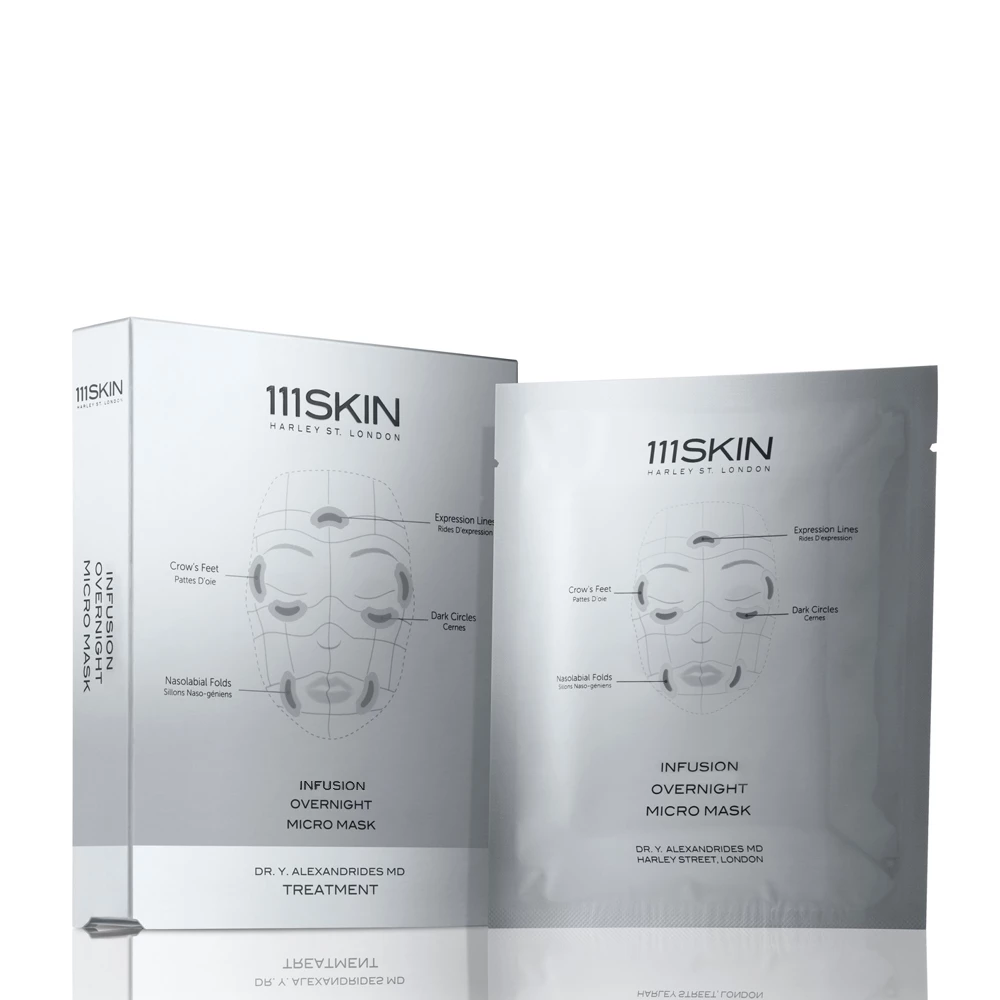 111SKIN
HARLEY ST. LONDON
INFUSION
OVERNIGHT
MICRO MASK
111SKIN
HARLEY ST. LONDON
Expression Lines
Rides D'expression
Crow's Feet
Pattes D'oie
Dark Circles
Cernes
Nasolabial Folds
Sillons Naso-géniens
INFUSION
OVERNIGHT
MICRO MASK
DR. Y. ALEXANDRIDES MD
TREATMENT
111SKIN
HARLEY ST. LONDON
Expression Lines
Rides D'expression
Crow's Feet
Pattes D'oie
Dark Circles
Cernes
Nasolabial Folds
Sillons Naso-géniens
INFUSION
OVERNIGHT
MICRO MASK
DR. Y. ALEXANDRIDES MD
HARLEY STREET, LONDON